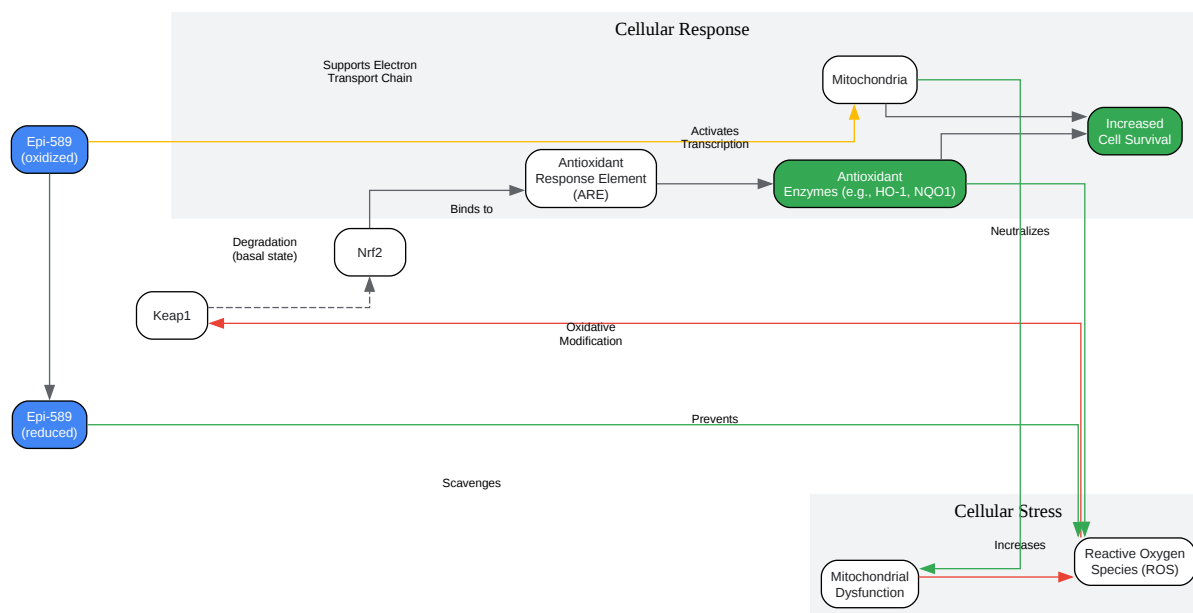 Cellular Response
Supports Electron
Transport Chain
Mitochondria
Epi-589
(oxidized)
Increased
Cell Survival
Activates
Transcription
Antioxidant
Response Element
(ARE)
Antioxidant
Enzymes (e.g., HO-1, NQO1)
Binds to
Neutralizes
Degradation
(basal state)
Nrf2
Keap1
Oxidative
Modification
Epi-589
(reduced)
Prevents
Scavenges
Cellular Stress
Increases
Reactive Oxygen
Species (ROS)
Mitochondrial
Dysfunction